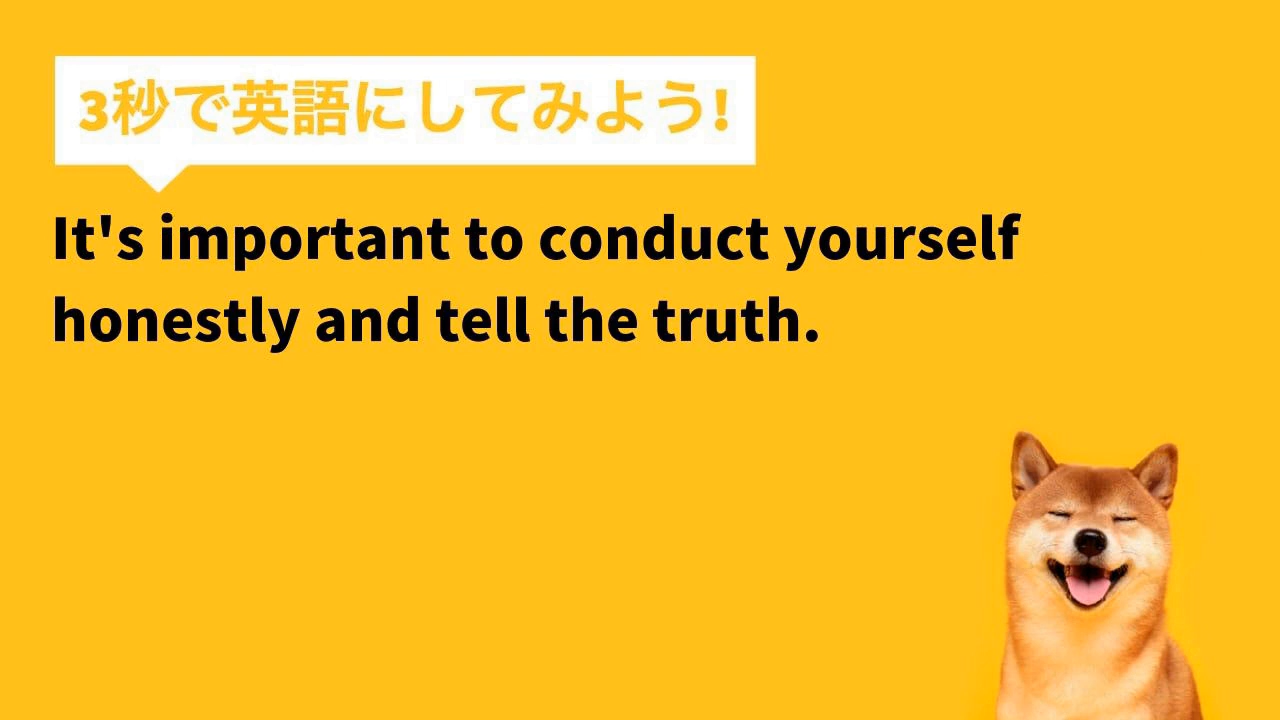 3秒で英語にしてみよう!
It's important to conduct yourself
honestly and tell the truth.